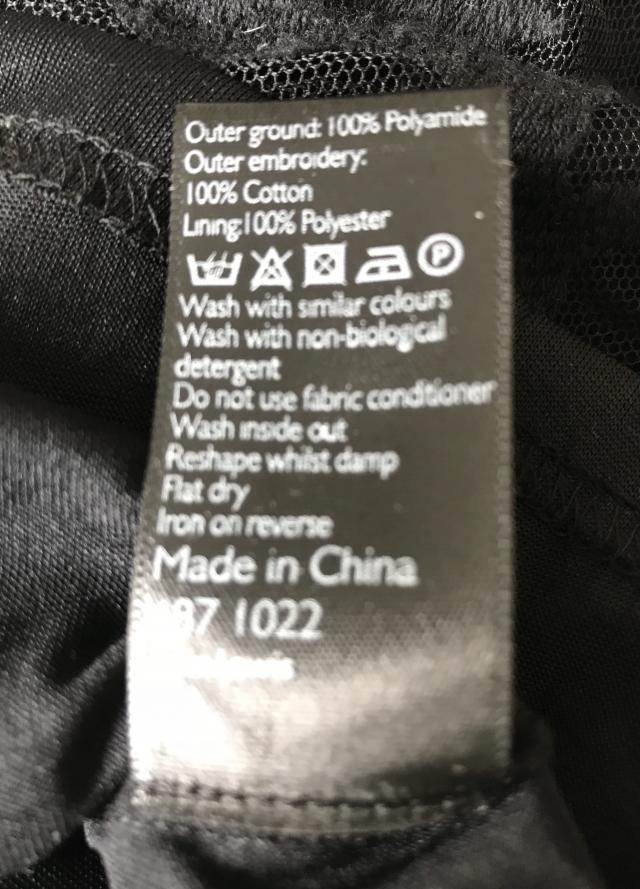 Outer ground: 100% Polyamide
Outer embroidery:
100% Cotton
Lining:100% Polyester
P
Wash with similar colours
Wash with non-biological
detergent
Do not use fabric conditioner
Wash inside out
Reshape whilst damp
Flat dry
Iron on reverse
Made in China
1022